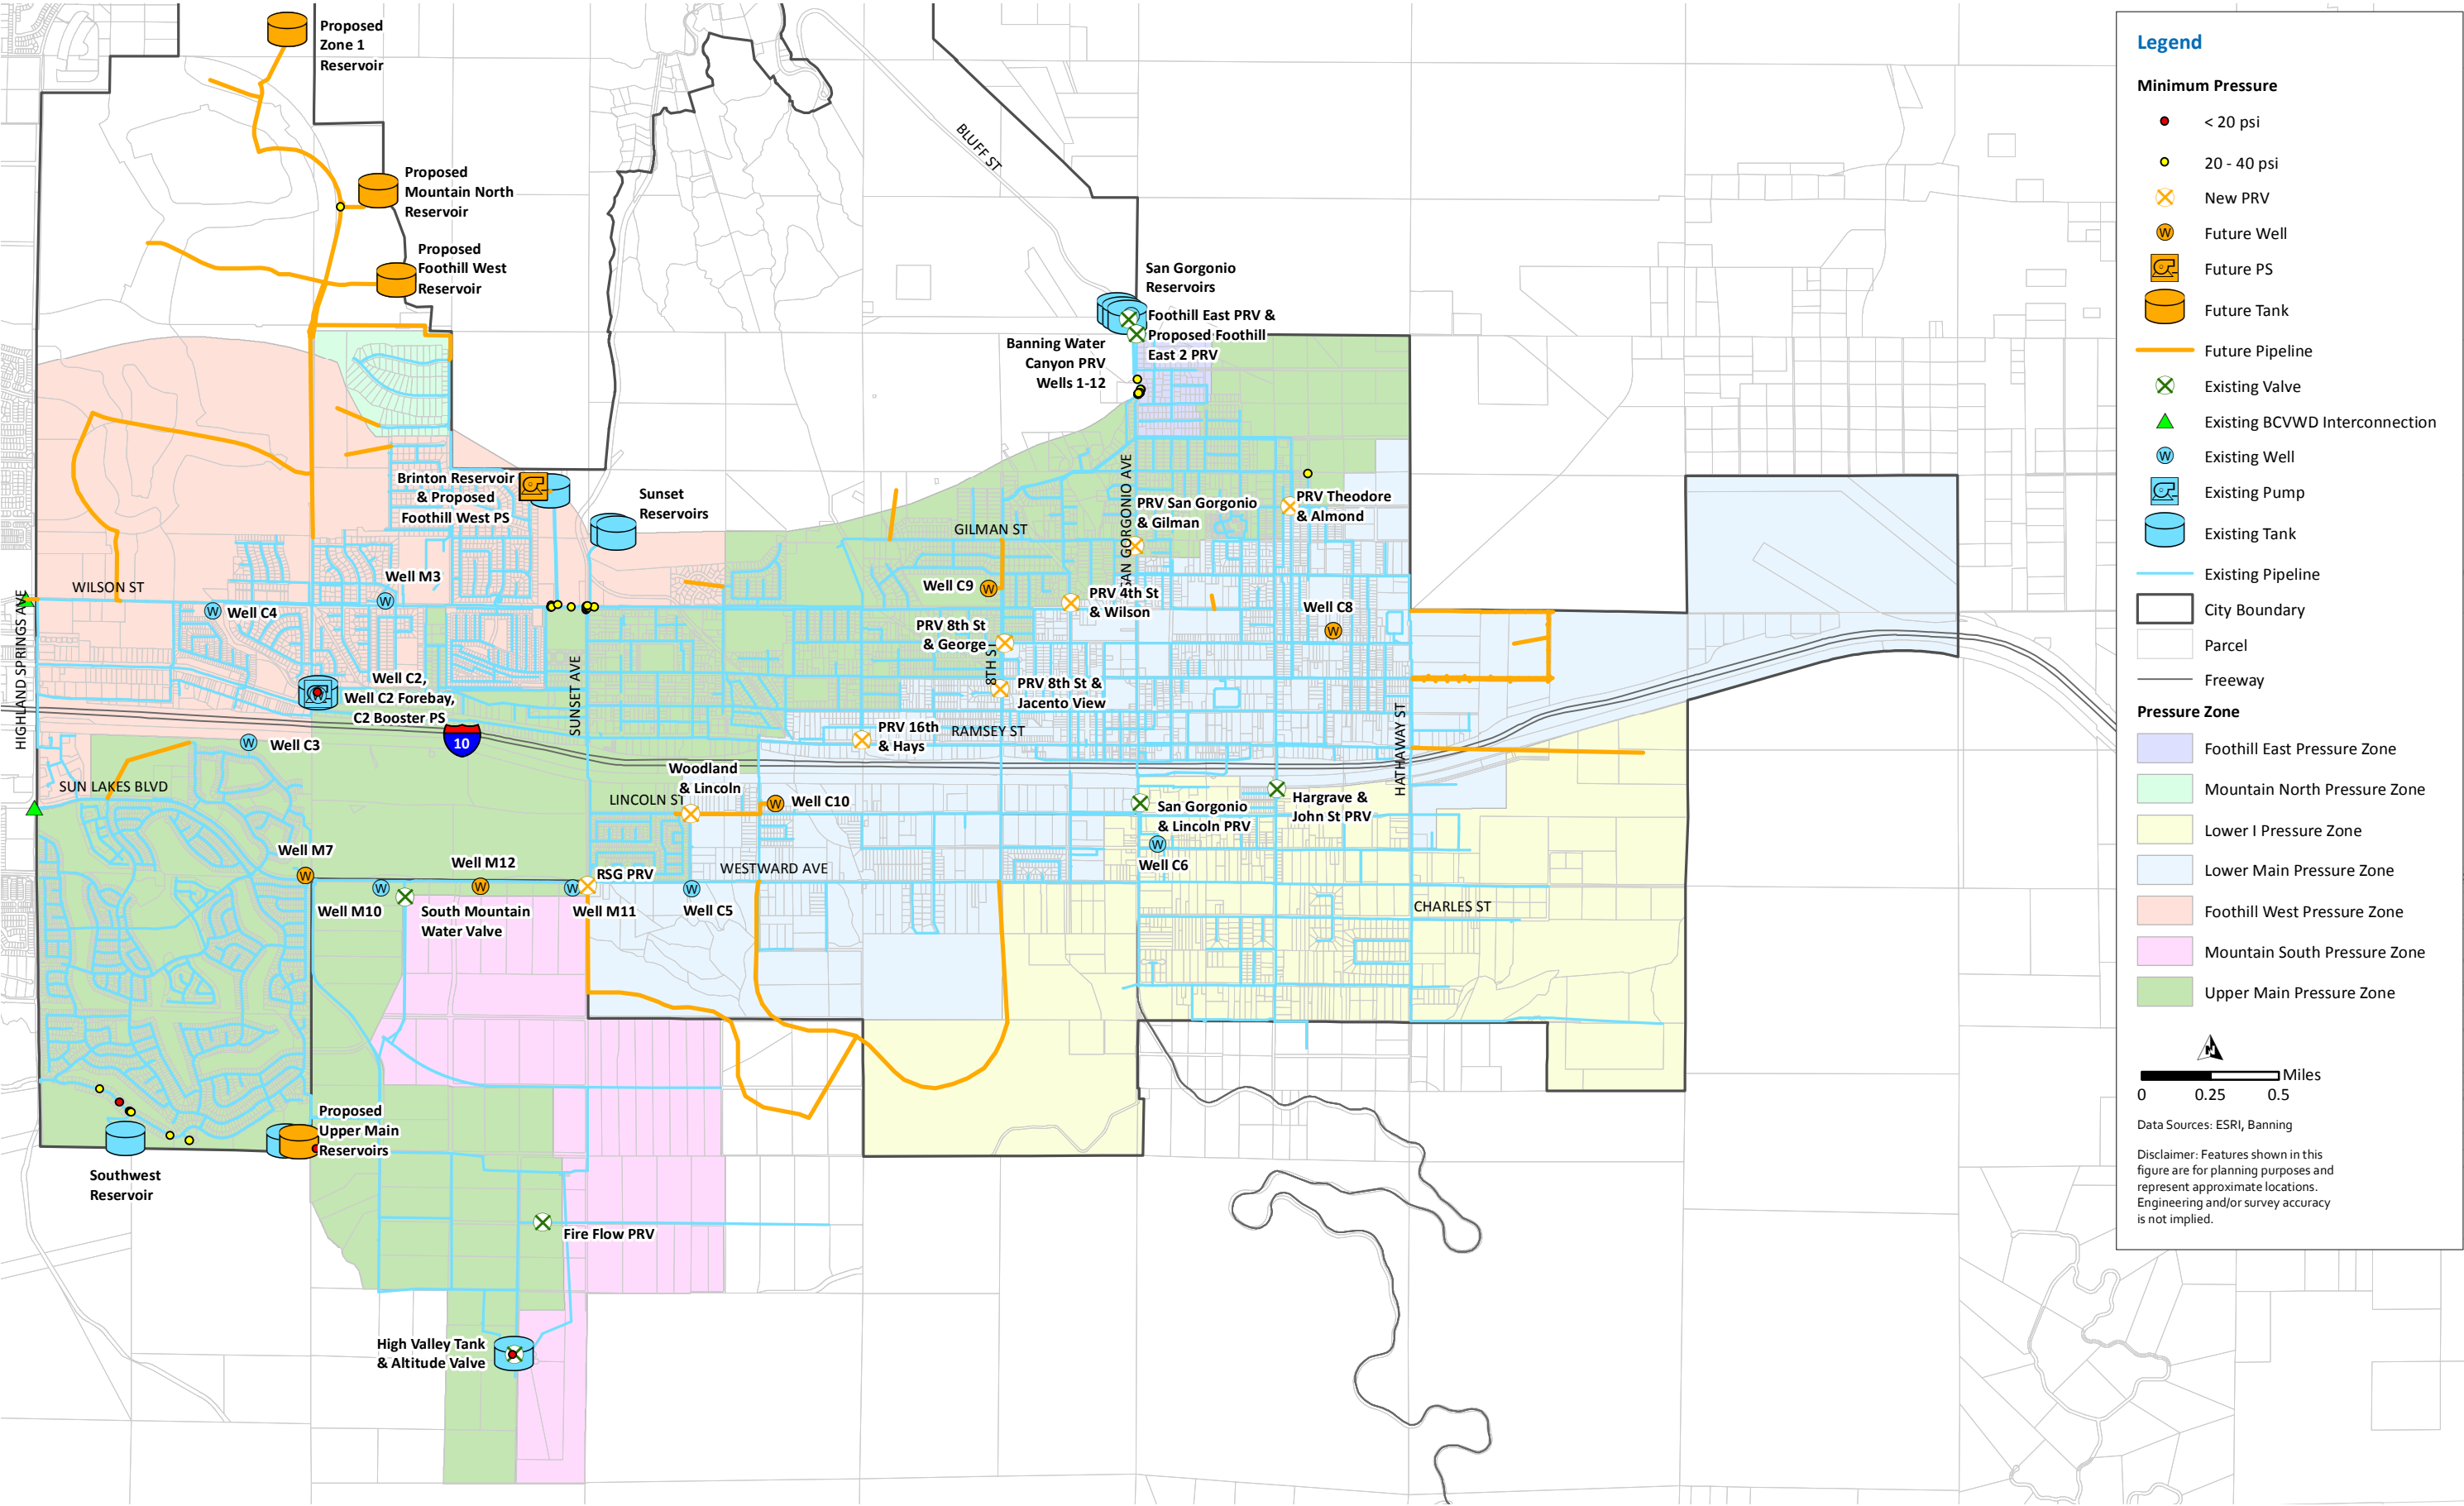 Proposed
Zone 1
Reservoir
Proposed
Mountain North
Reservoir
Proposed
Foothill West
Reservoir
BLUFF ST
San Gorgonio
Reservoirs
Foothill East PRV &
Proposed Foothill
East 2 PRV
Banning Water
Canyon PRV
Wells 1-12
Brinton Reservoir
& Proposed
Foothill West PS
Sunset
Reservoirs
GILMAN ST
SAN GORGONIO AVE
PRV San Gorgonio
& Gilman
PRV Theodore
& Almond
HIGHLAND SPRINGS AVE
WILSON ST
W
Well C4
Well M3
W
Well C9
W
PRV 4th St
& Wilson
Well C8
W
PRV 8th St
& George
8TH ST
PRV 8th St &
Jacento View
SUNSET AVE
W
Well C2,
Well C2 Forebay,
C2 Booster PS
10
W
Well C3
PRV 16th
& Hays
RAMSEY ST
HATHAWAY ST
SUN LAKES BLVD
Woodland
& Lincoln
LINCOLN ST
W
Well C10
San Gorgonio
& Lincoln PRV
Hargrave &
John St PRV
W
Well C6
Well M7
W
Well M12
W
W
Well M10
South Mountain
Water Valve
RSG PRV
W
Well M11
W
Well C5
WESTWARD AVE
CHARLES ST
Proposed
Upper Main
Reservoirs
Southwest
Reservoir
Fire Flow PRV
High Valley Tank
& Altitude Valve
Legend
Minimum Pressure
< 20 psi
20 - 40 psi
New PRV
W
Future Well
Future PS
Future Tank
Future Pipeline
Existing Valve
Existing BCVWD Interconnection
W
Existing Well
Existing Pump
Existing Tank
Existing Pipeline
City Boundary
Parcel
Freeway
Pressure Zone
Foothill East Pressure Zone
Mountain North Pressure Zone
Lower I Pressure Zone
Lower Main Pressure Zone
Foothill West Pressure Zone
Mountain South Pressure Zone
Upper Main Pressure Zone
N
Miles
0 0.25 0.5
Data Sources: ESRI, Banning
Disclaimer: Features shown in this
figure are for planning purposes and
represent approximate locations.
Engineering and/or survey accuracy
is not implied.